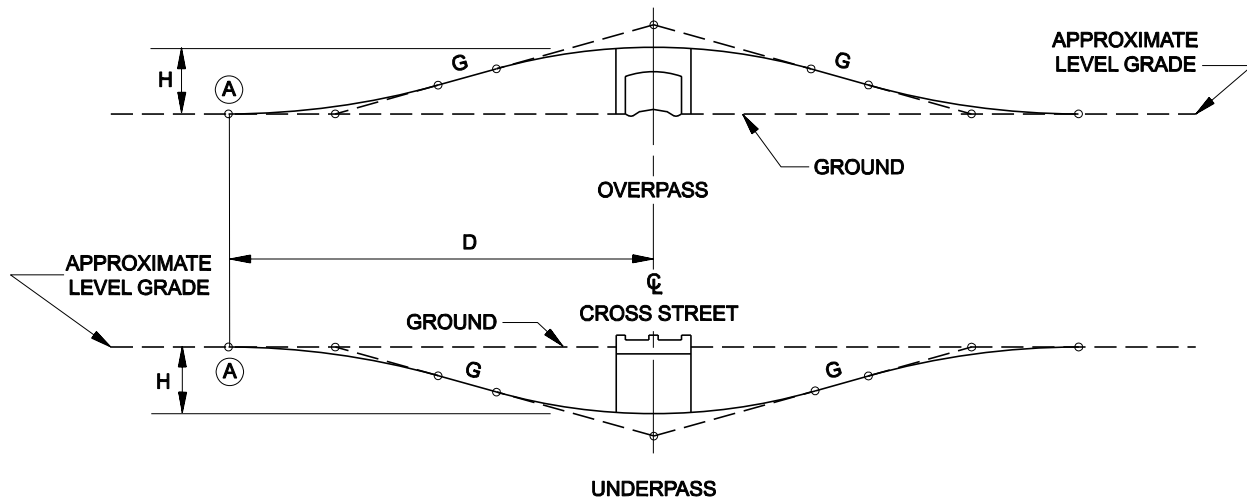 APPROXIMATE
LEVEL GRADE
H
G
G
A
GROUND
OVERPASS
D
APPROXIMATE
LEVEL GRADE
℄
CROSS STREET
GROUND
H
A
G
G
UNDERPASS